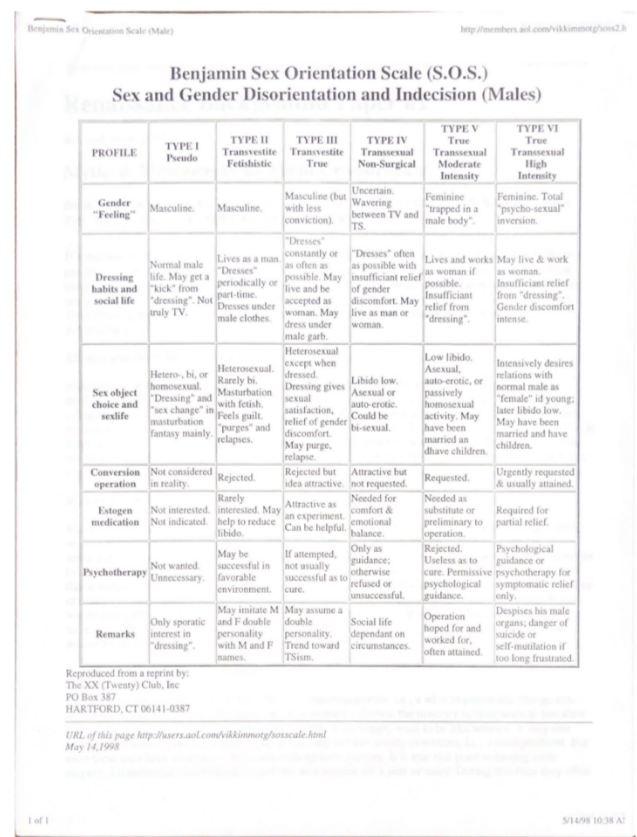 Benjamin Sex Orientation Scale (Male)
http://members.aol.com/vikkimmotg/sos2.h
Benjamin Sex Orientation Scale (S.O.S.)
Sex and Gender Disorientation and Indecision (Males)
PROFILE
TYPE I
Pseudo
TYPE II
Transvestite
Fetishistic
TYPE III
Transvestite
True
TYPE IV
Transsexual
Non-Surgical
TYPE V
True
Transsexual
Moderate
Intensity
TYPE VI
True
Transsexual
High
Intensity
Gender
"Feeling"
Masculine.
Masculine.
Masculine (but
with less
conviction).
Uncertain.
Wavering
between TV and
TS.
Feminine
"trapped in a
male body".
Feminine. Total
"psycho-sexual"
inversion.
Dressing
habits and
social life
Normal male
life. May get a
"kick" from
"dressing". Not
truly TV.
Lives as a man.
"Dresses"
periodically or
part-time.
Dresses under
male clothes.
"Dresses"
constantly or
as often as
possible. May
live and be
accepted as
woman. May
dress under
male garb.
"Dresses" often
as possible with
insufficient relief
of gender
discomfort. May
live as man or
woman.
Lives and works
as woman if
possible.
Insufficiant
relief from
"dressing".
May live & work
as woman.
Insufficiant relief
from "dressing".
Gender discomfort
intense.
Sex object
choice and
sexlife
Hetero-, bi, or
homosexual.
"Dressing" and
"sex change" in
masturbation
fantasy mainly.
Heterosexual.
Rarely bi.
Masturbation
with fetish.
Feels guilt.
"purges" and
relapses.
Heterosexual
except when
dressed.
Dressing gives
sexual
satisfaction,
relief of gender
discomfort.
May purge,
relapse.
Libido low.
Asexual or
auto-erotic.
Could be
bi-sexual.
Low libido.
Asexual,
auto-erotic, or
passively
homosexual
activity. May
have been
married an
dhave children.
Intensively desires
relations with
normal male as
"female" id young;
later libido low.
May have been
married and have
children.
Conversion
operation
Not considered
in reality.
Rejected.
Rejected but
idea attractive.
Attractive but
not requested.
Requested.
Urgently requested
& usually attained.
Estogen
medication
Not interested.
Not indicated.
Rarely
interested. May
help to reduce
libido.
Attractive as
an experiment.
Can be helpful.
Needed for
comfort &
emotional
balance.
Needed as
substitute or
preliminary to
operation.
Required for
partial relief.
Psychotherapy
Not wanted.
Unnecessary.
May be
successful in
favorable
environment.
If attempted,
not usually
successful as to
cure.
Only as
guidance;
otherwise
refused or
unsuccessful.
Rejected.
Useless as to
cure. Permissive
psychological
guidance.
Psychological
guidance or
psychotherapy for
symptomatic relief
only.
Remarks
Only sporatic
interest in
"dressing".
May imitate M
and F double
personality
with M and F
names.
May assume a
double
personality.
Trend toward
TSism.
Social life
dependant on
circumstances.
Operation
hoped for and
worked for,
often attained.
Despises his male
organs; danger of
suicide or
self-mutilation if
too long frustrated.
Reproduced from a reprint by:
The XX (Twenty) Club, Inc
PO Box 387
HARTFORD, CT 06141-0387
URL of this page http://users.aol.com/vikkimmotg/sosscale.html
May 14,1998
1 of 1
5/14/98 10:38 A